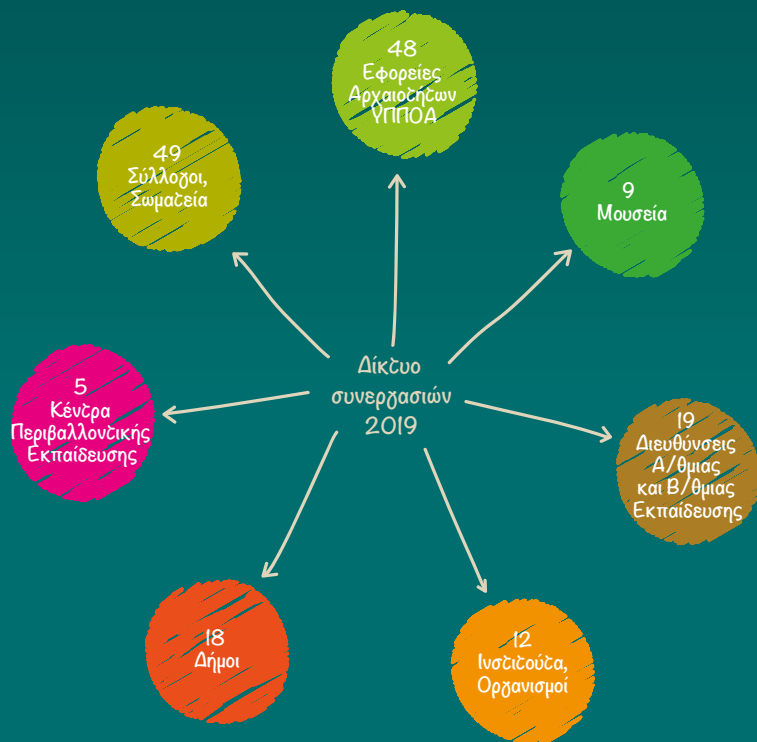 48
Εφορείες
Αρχαιοτήτων
ΥΠΠΟΑ
49
Σύλλογοι,
Σωματεία
9
Μουσεία
Δίκτυο
συνεργασιών
2019
5
Κέντρα
Περιβαλλοντικής
Εκπαίδευσης
19
Διευθύνσεις
Α/θμιας
και Β/θμιας
Εκπαίδευσης
18
Δήμοι
12
Ινστιτούτα,
Οργανισμοί